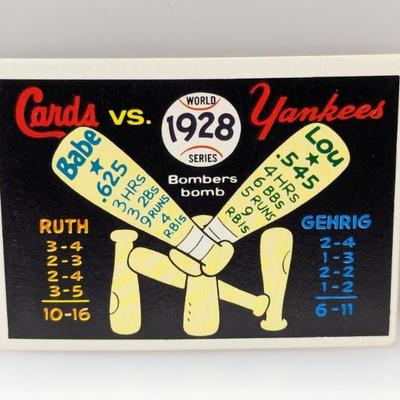 Cards vs. Yankees
WORLD
1928
SERIES
Bombers
bomb
Babe
.625
3 HRs
3 2Bs
9 RUNS
4
RBIs
Lou
.545
4 HRs
6 BBs
5 RUNS
9
RBIs
RUTH
3-4
2-3
2-4
3-5
10-16
GEHRIG
2-4
1-3
2-2
1-2
6-11